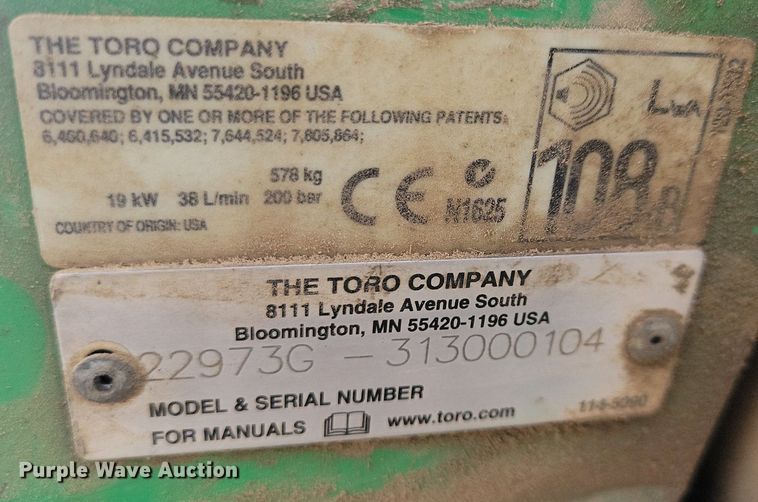 THE TORO COMPANY
8111 Lyndale Avenue South
Bloomington, MN 55420-1196 USA
COVERED BY ONE OR MORE OF THE FOLLOWING PATENTS:
6,460,640; 6,415,532; 7,644,524; 7,805,864;
578 kg
19 kW 38 L/min 200 bar
COUNTRY OF ORIGIN: USA
CE
N1625
LWA
108
THE TORO COMPANY
8111 Lyndale Avenue South
Bloomington, MN 55420-1196 USA
22973G - 313000104
MODEL & SERIAL NUMBER
FOR MANUALS www.toro.com
Purple Wave Auction